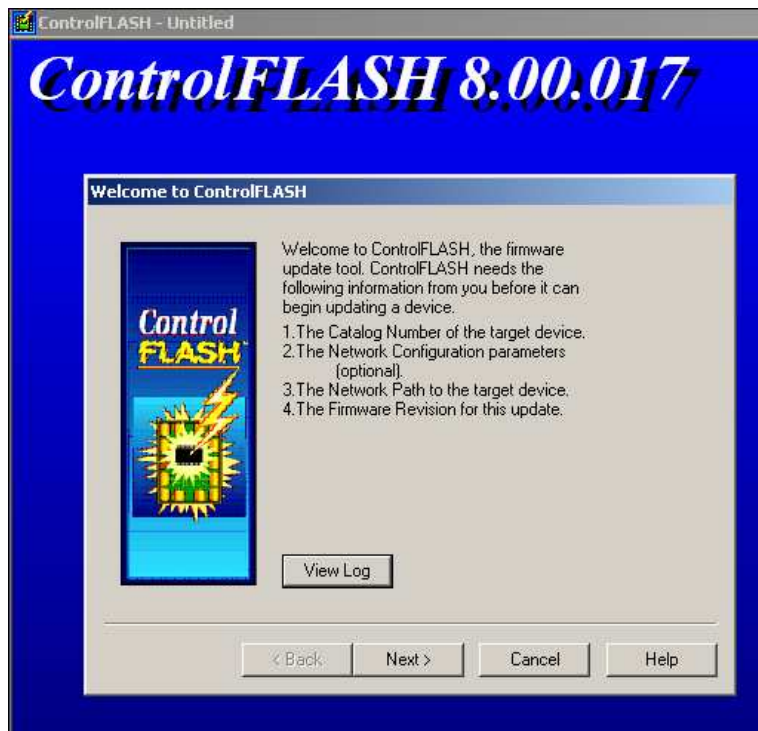 ControlFLASH - Untitled
ControlFLASH 8.00.017
Welcome to ControlFLASH
Control
FLASH
Welcome to ControlFLASH, the firmware
update tool. ControlFLASH needs the
following information from you before it can
begin updating a device.
1.The Catalog Number of the target device.
2.The Network Configuration parameters
(optional).
3.The Network Path to the target device.
4.The Firmware Revision for this update.
View Log
< Back
Next >
Cancel
Help